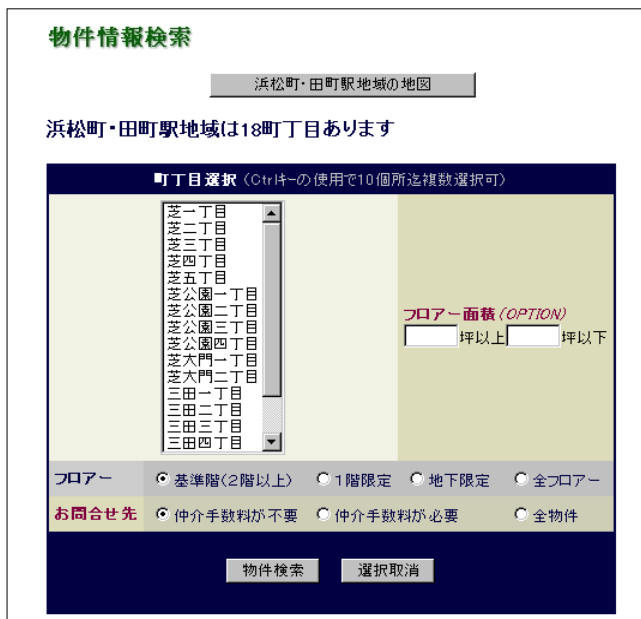 物件情報検索
浜松町・田町駅地域の地図
浜松町・田町駅地域は18町丁目あります
町丁目選択（Ctrlｷｰの使用で10個所迄複数選択可）
芝一丁目
芝二丁目
芝三丁目
芝四丁目
芝五丁目
芝公園一丁目
芝公園二丁目
芝公園三丁目
芝公園四丁目
芝大門一丁目
芝大門二丁目
三田一丁目
三田二丁目
三田三丁目
三田四丁目
フロアー面積(OPTION)
坪以上 坪以下
フロアー 基準階(2階以上) 1階限定 地下限定 全フロアー
お問合せ先 仲介手数料が不要 仲介手数料が必要 全物件
物件検索 選択取消